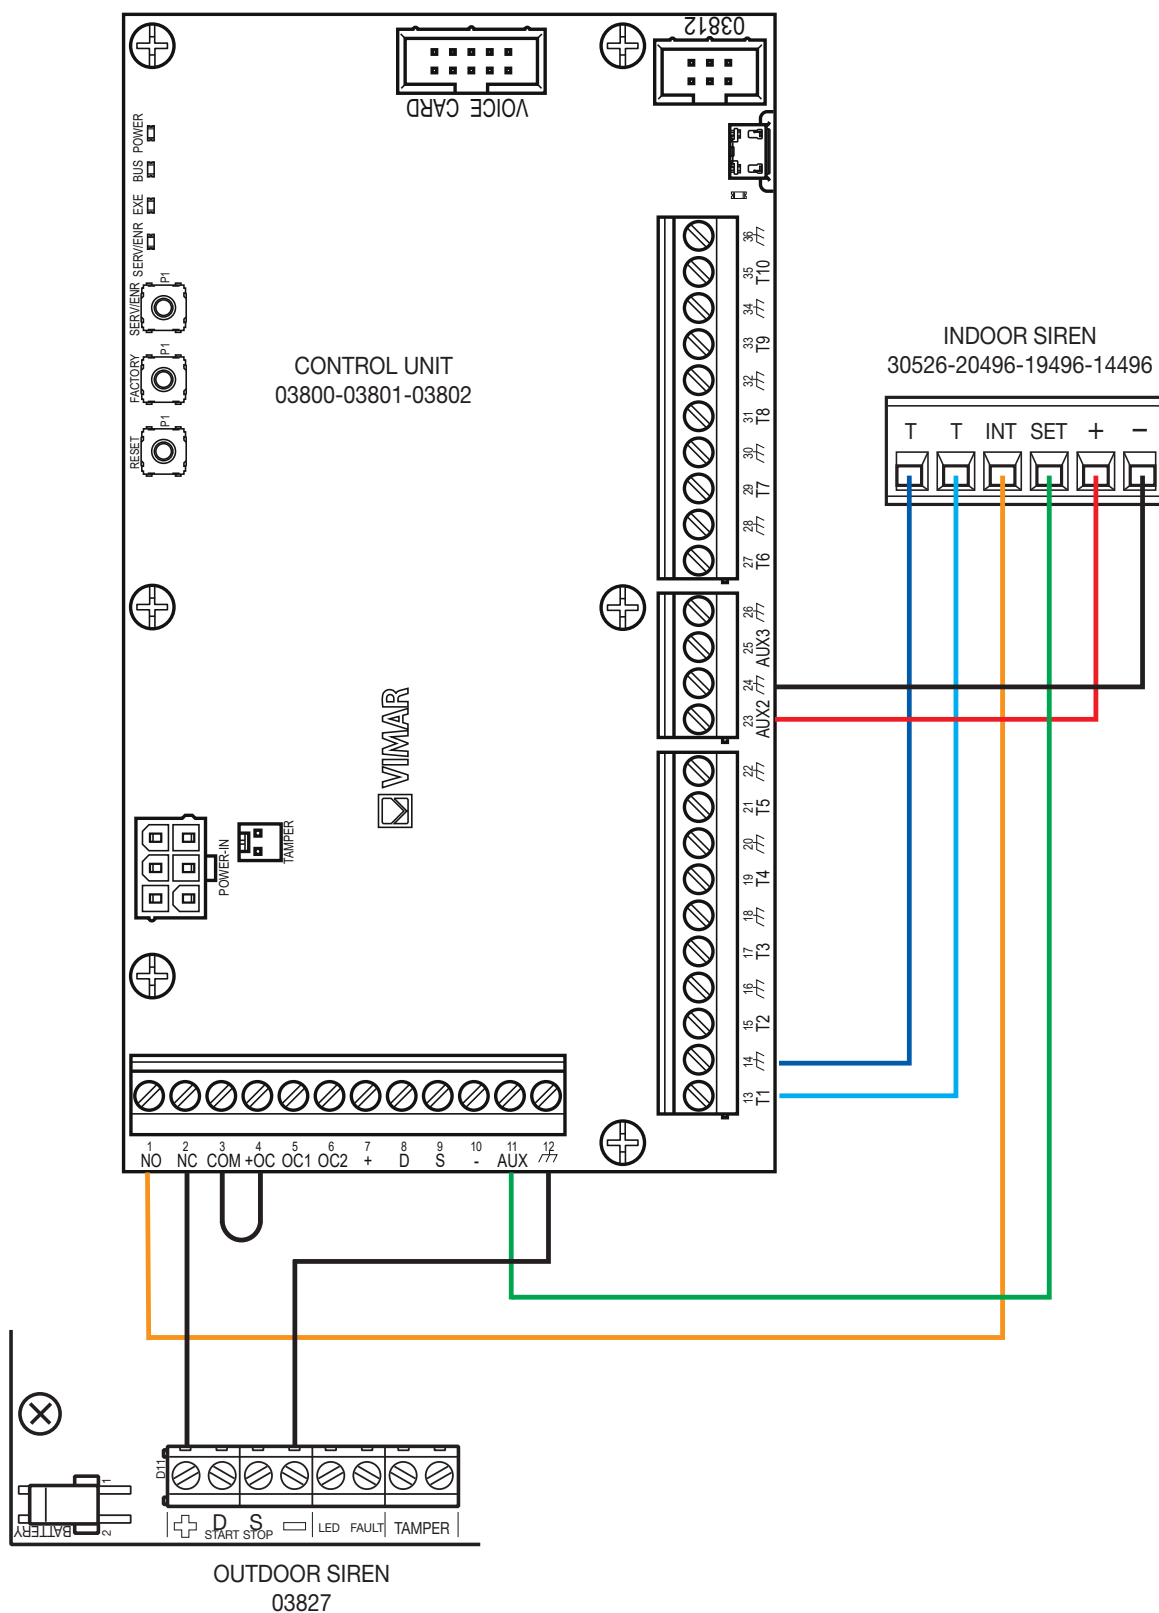 03812
VOICE CARD
POWER
BUS
EXE
SERV/ENR
SERV/ENR
P1
FACTORY
P1
RESET
P1
CONTROL UNIT
03800-03801-03802
36
35 T10
34
33 T9
32
31 T8
30
29 T7
28
27 T6
26
25 AUX3
24
23 AUX2
22
21 T5
20
19 T4
18
17 T3
16
15 T2
14
13 T1
INDOOR SIREN
30526-20496-19496-14496
T T INT SET + −
VIMAR
POWER-IN
TAMPER
1 2 3 4 5 6 7 8 9 10 11 12
NO NC COM +OC OC1 OC2 + D S - AUX
D11
BATTERY
1
2
+ D S −
START STOP
LED FAULT TAMPER
OUTDOOR SIREN
03827